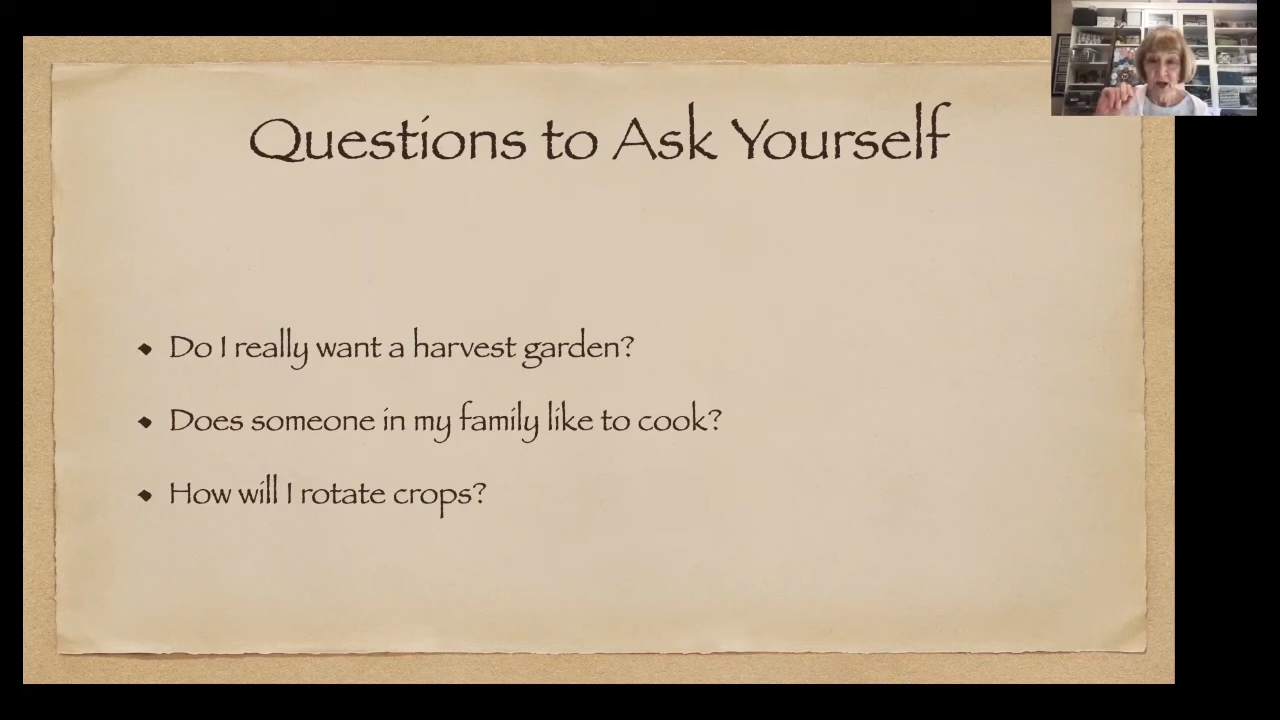 Questions to Ask Yourself
Do I really want a harvest garden?
Does someone in my family like to cook?
How will I rotate crops?